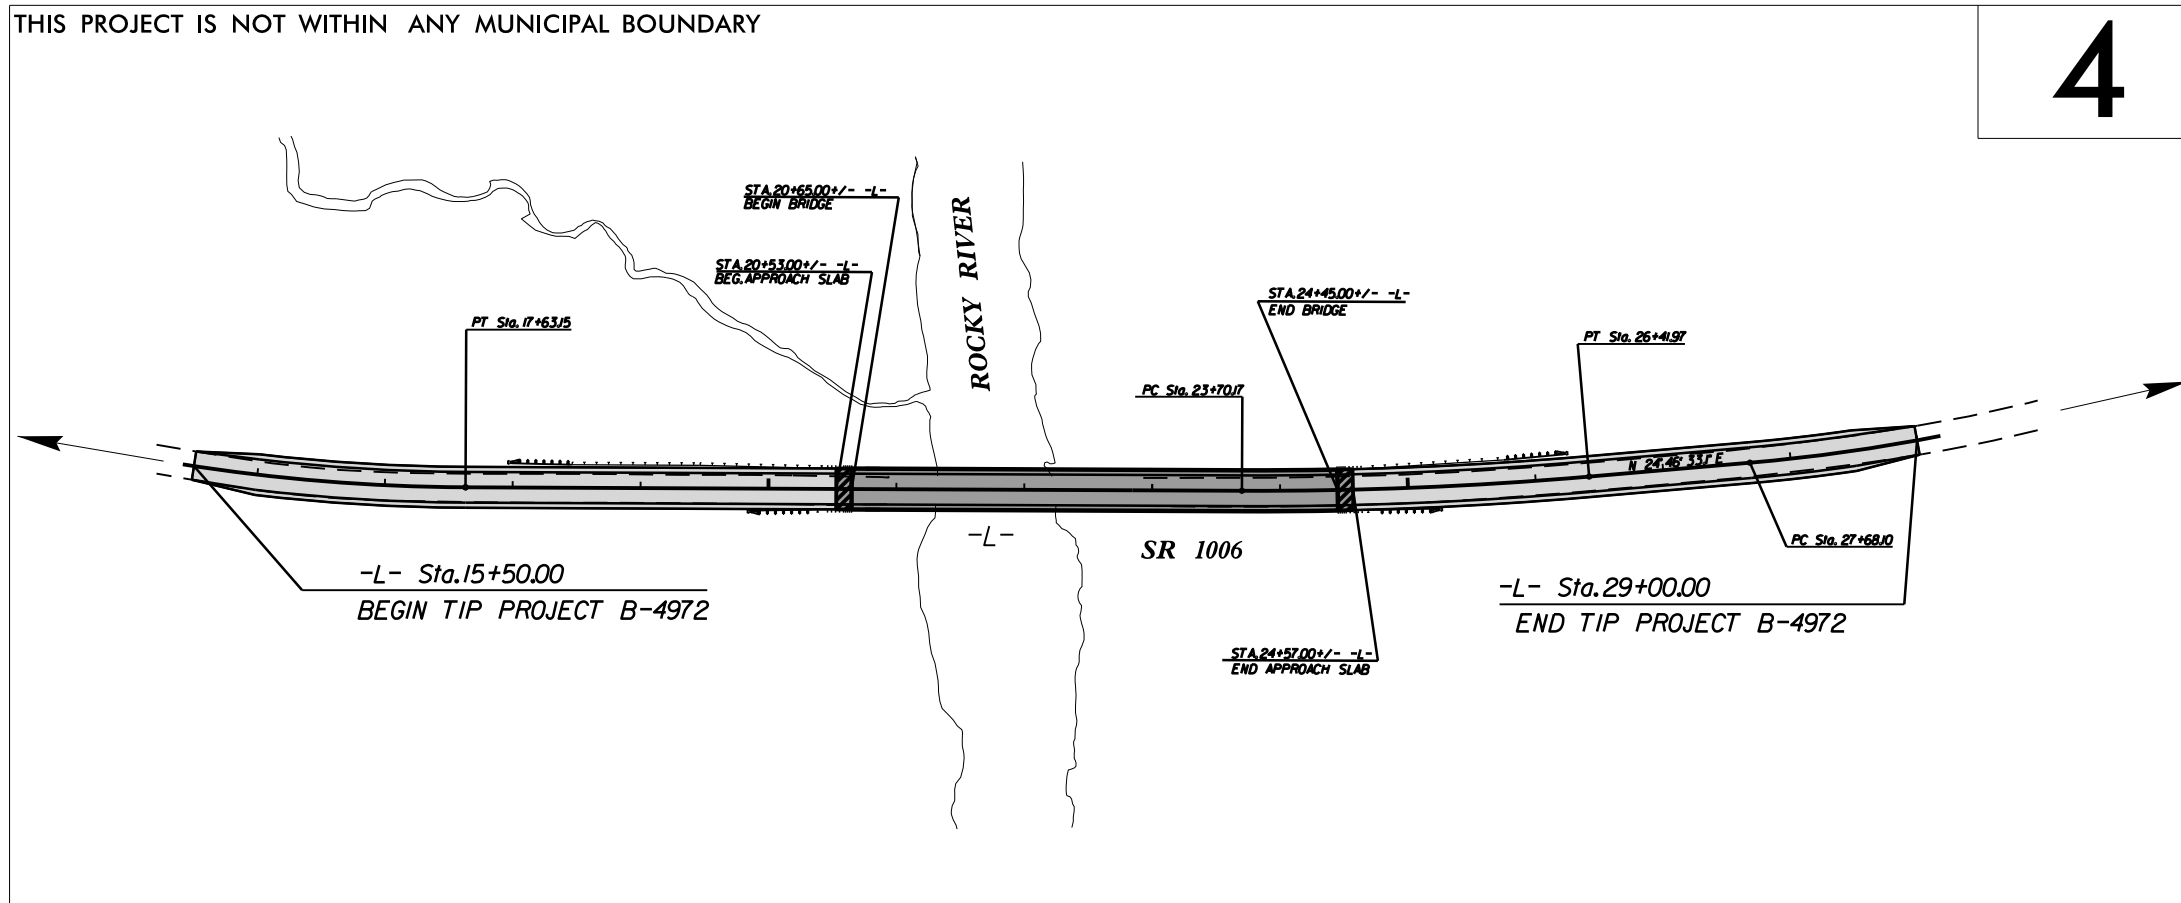 THIS PROJECT IS NOT WITHIN ANY MUNICIPAL BOUNDARY
4
STA.20+65.00+/- -L-
BEGIN BRIDGE
ROCKY RIVER
STA.20+53.00+/- -L-
BEG.APPROACH SLAB
STA.24+45.00+/- -L-
END BRIDGE
PT Sta. 17+63.15
PT Sta. 26+41.97
PC Sta. 23+70.17
N 24°46'33.1" E
-L-
SR 1006
PC Sta. 27+68.10
-L- Sta.15+50.00
BEGIN TIP PROJECT B-4972
-L- Sta.29+00.00
END TIP PROJECT B-4972
STA.24+57.00+/- -L-
END APPROACH SLAB